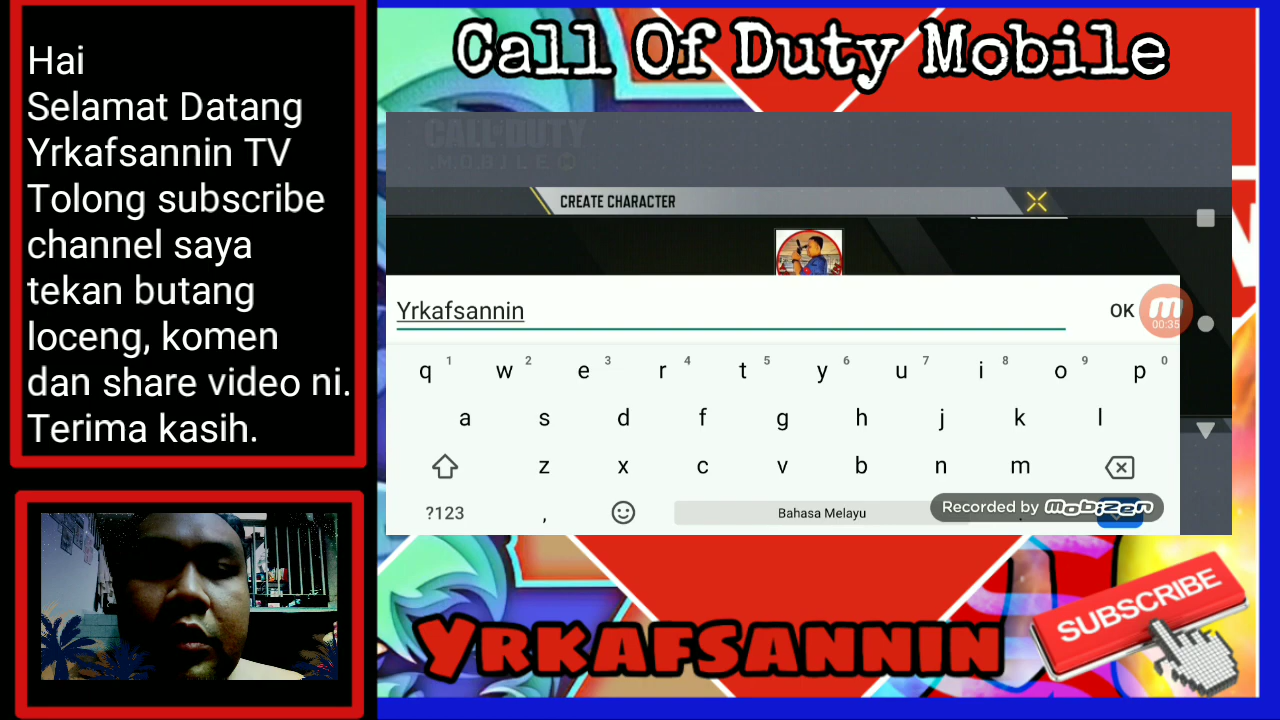 Hai
Selamat Datang
Yrkafsannin TV
Tolong subscribe
channel saya
tekan butang
loceng, komen
dan share video ni.
Terima kasih.
Call Of Duty Mobile
CALL OF DUTY
MOBILE
CREATE CHARACTER
Yrkafsannin
OK
00:35
q 1 w 2 e 3 r 4 t 5 y 6 u 7 i 8 o 9 p 0
a s d f g h j k l
z x c v b n m
?123 , Bahasa Melayu .
Recorded by mobizen
YRKAFSANNIN
SUBSCRIBE